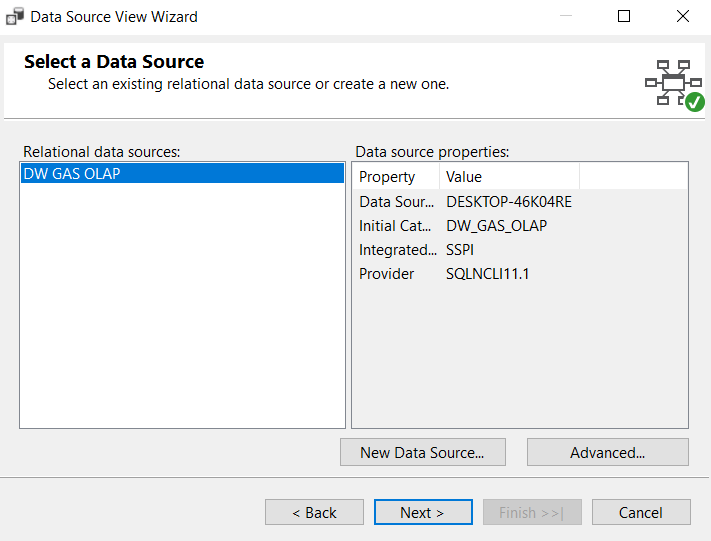 Data Source View Wizard
Select a Data Source
Select an existing relational data source or create a new one.
Relational data sources:
DW GAS OLAP
Data source properties:
Property Value
Data Sour... DESKTOP-46K04RE
Initial Cat... DW_GAS_OLAP
Integrated... SSPI
Provider SQLNCLI11.1
New Data Source... Advanced...
< Back Next > Finish >>| Cancel